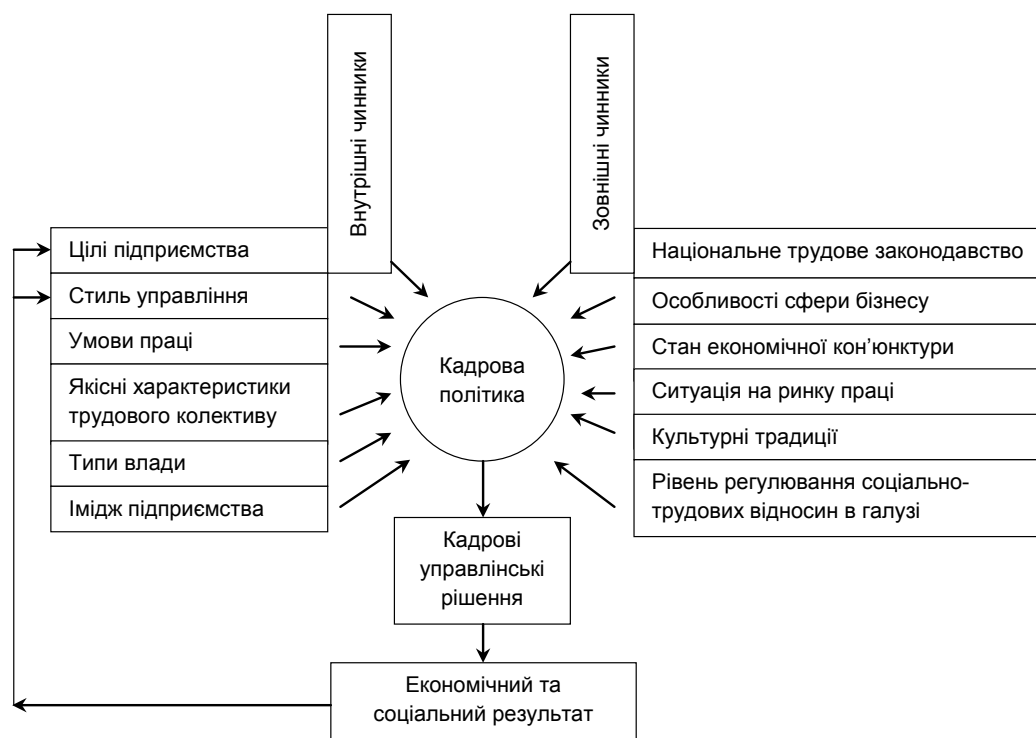 Внутрішні чинники
Зовнішні чинники
Цілі підприємства
Стиль управління
Умови праці
Якісні характеристики
трудового колективу
Типи влади
Імідж підприємства
Кадрова
політика
Національне трудове законодавство
Особливості сфери бізнесу
Стан економічної кон’юнктури
Ситуація на ринку праці
Культурні традиції
Рівень регулювання соціально-
трудових відносин в галузі
Кадрові
управлінські
рішення
Економічний та
соціальний результат